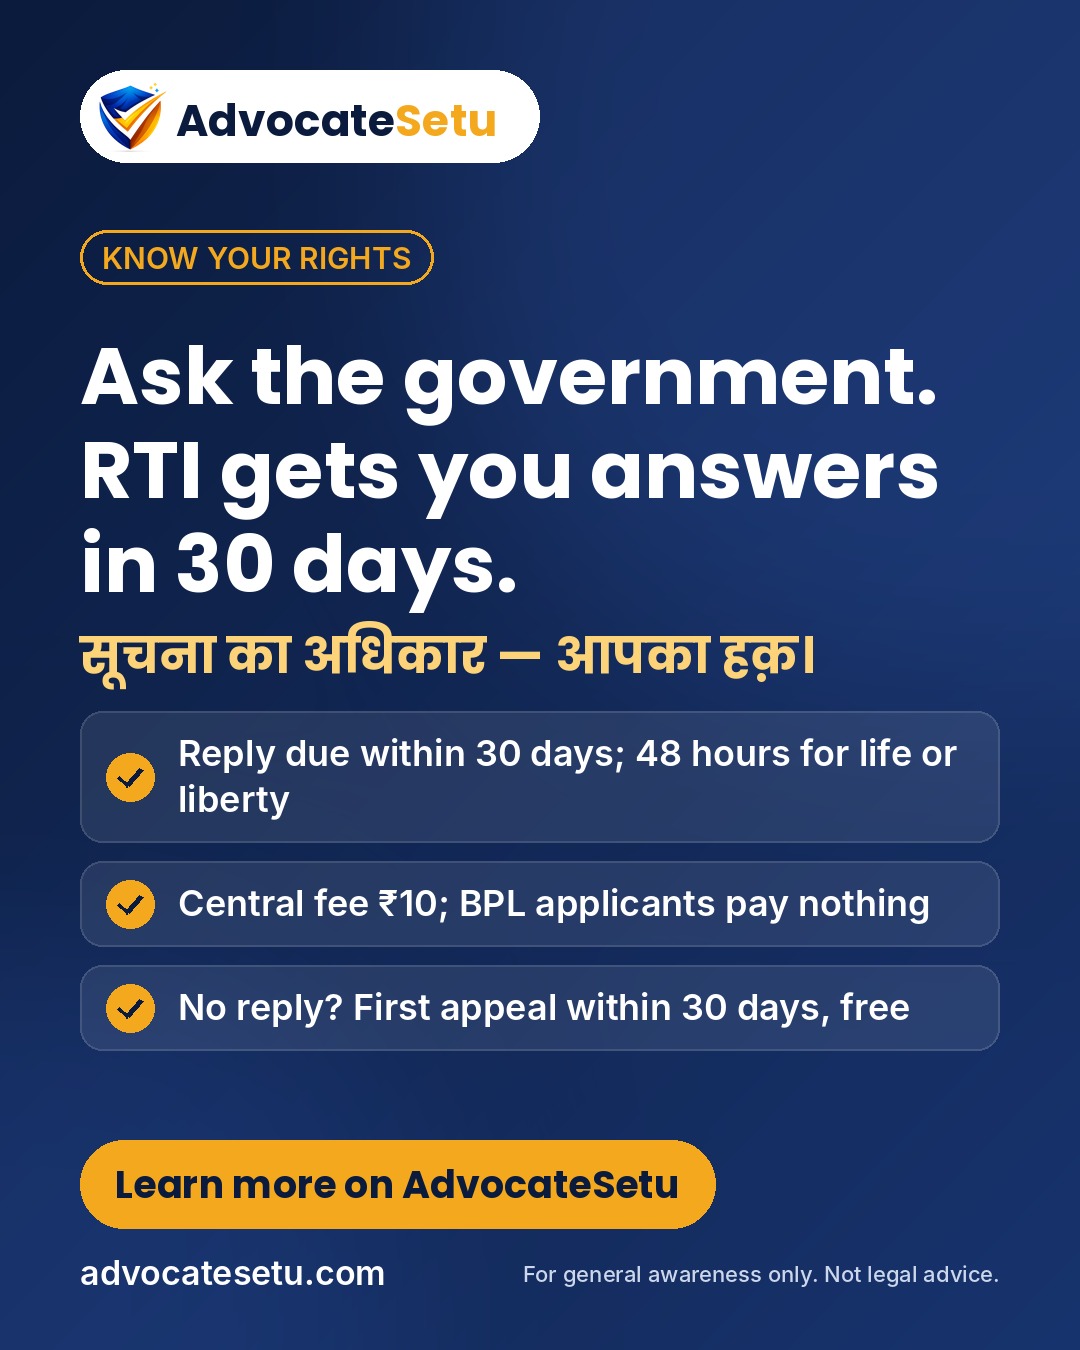 AdvocateSetu
KNOW YOUR RIGHTS
Ask the government.
RTI gets you answers
in 30 days.
सूचना का अधिकार — आपका हक़।
Reply due within 30 days; 48 hours for life or
liberty
Central fee ₹10; BPL applicants pay nothing
No reply? First appeal within 30 days, free
Learn more on AdvocateSetu
advocatesetu.com
For general awareness only. Not legal advice.